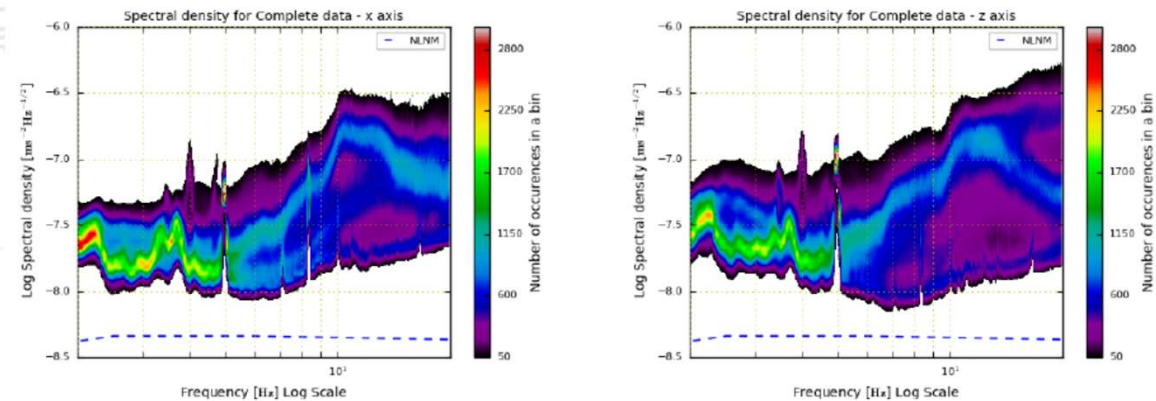 Spectral density for Complete data - x axis
−6.0
−6.5
−7.0
−7.5
−8.0
−8.5
Log Spectral density [ms⁻²Hz⁻¹/²]
NLNM
10¹
Frequency [Hz] Log Scale
2800
2250
1700
1150
600
50
Number of occurences in a bin
Spectral density for Complete data - z axis
−6.0
−6.5
−7.0
−7.5
−8.0
−8.5
Log Spectral density [ms⁻²Hz⁻¹/²]
NLNM
10¹
Frequency [Hz] Log Scale
2800
2250
1700
1150
600
50
Number of occurences in a bin